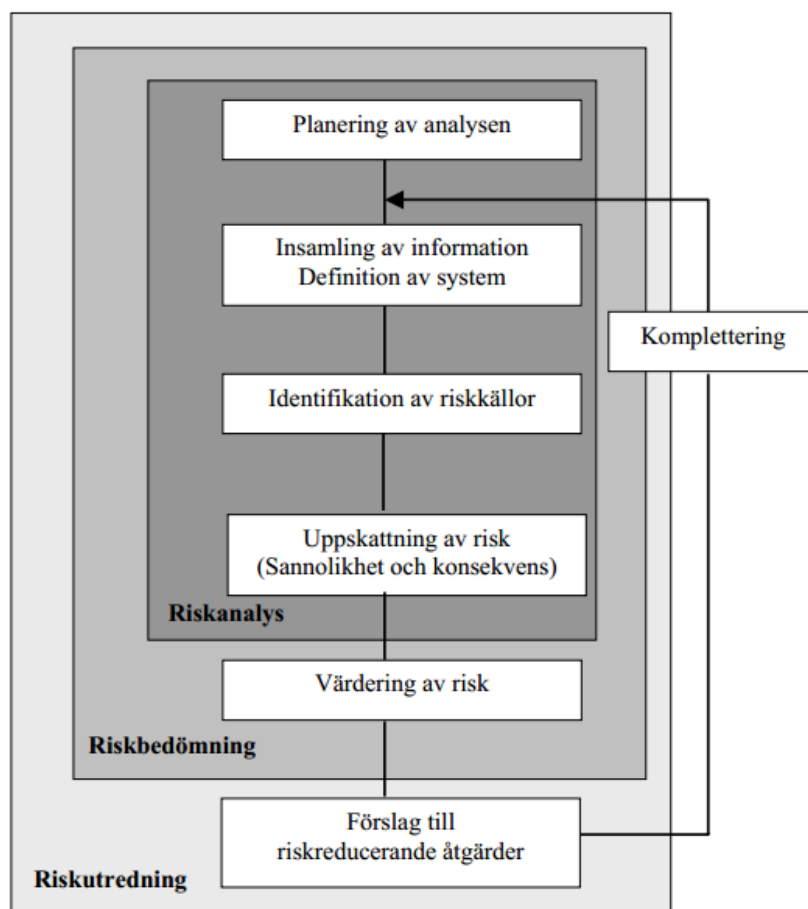 Planering av analysen
Insamling av information
Definition av system
Komplettering
Identifikation av riskkällor
Uppskattning av risk
(Sannolikhet och konsekvens)
Riskanalys
Värdering av risk
Riskbedömning
Förslag till
riskreducerande åtgärder
Riskutredning